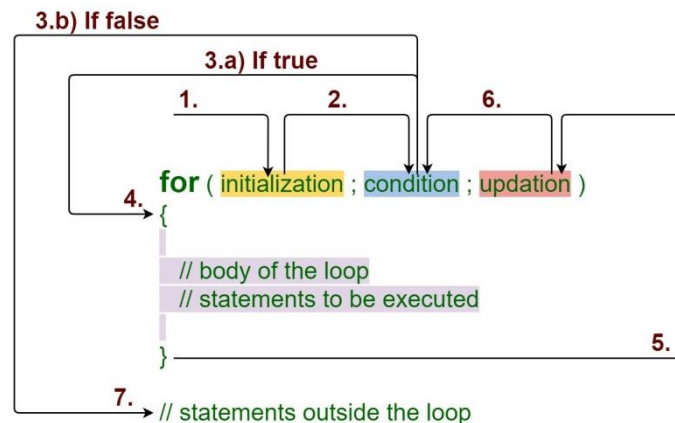 3.b) If false
3.a) If true
1. 2. 6.
for ( initialization ; condition ; updation )
4. {
// body of the loop
// statements to be executed
} 5.
7. // statements outside the loop